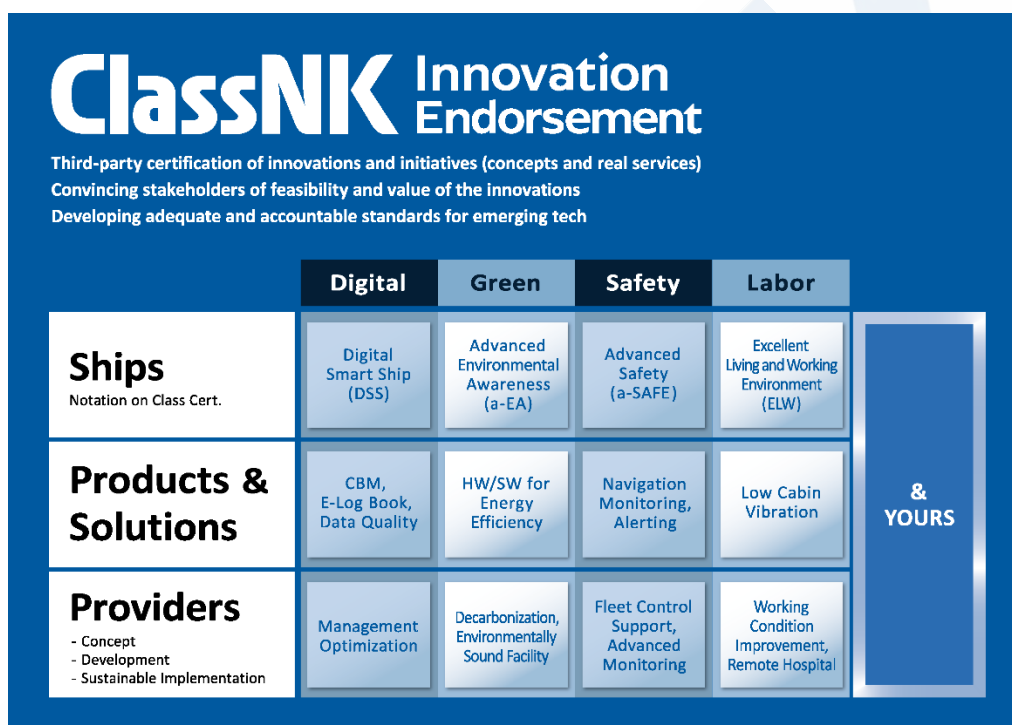 ClassNK Innovation
Endorsement
Third-party certification of innovations and initiatives (concepts and real services)
Convincing stakeholders of feasibility and value of the innovations
Developing adequate and accountable standards for emerging tech
Digital Green Safety Labor
Ships
Notation on Class Cert.
Digital
Smart Ship
(DSS)
Advanced
Environmental
Awareness
(a-EA)
Advanced
Safety
(a-SAFE)
Excellent
Living and Working
Environment
(ELW)
Products &
Solutions
CBM,
E-Log Book,
Data Quality
HW/SW for
Energy
Efficiency
Navigation
Monitoring,
Alerting
Low Cabin
Vibration
Providers
- Concept
- Development
- Sustainable Implementation
Management
Optimization
Decarbonization,
Environmentally
Sound Facility
Fleet Control
Support,
Advanced
Monitoring
Working
Condition
Improvement,
Remote Hospital
&
YOURS